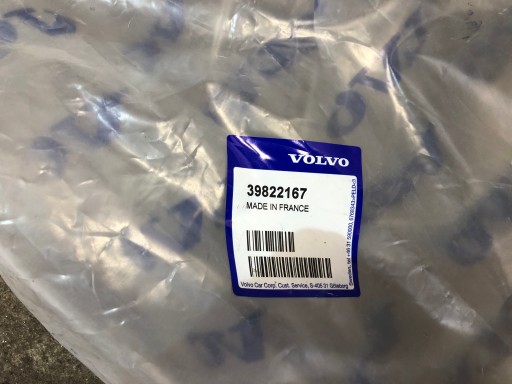 VOLVO
39822167
MADE IN FRANCE
Volvo Car Corp. Cust. Service, S-405 31 Göteborg